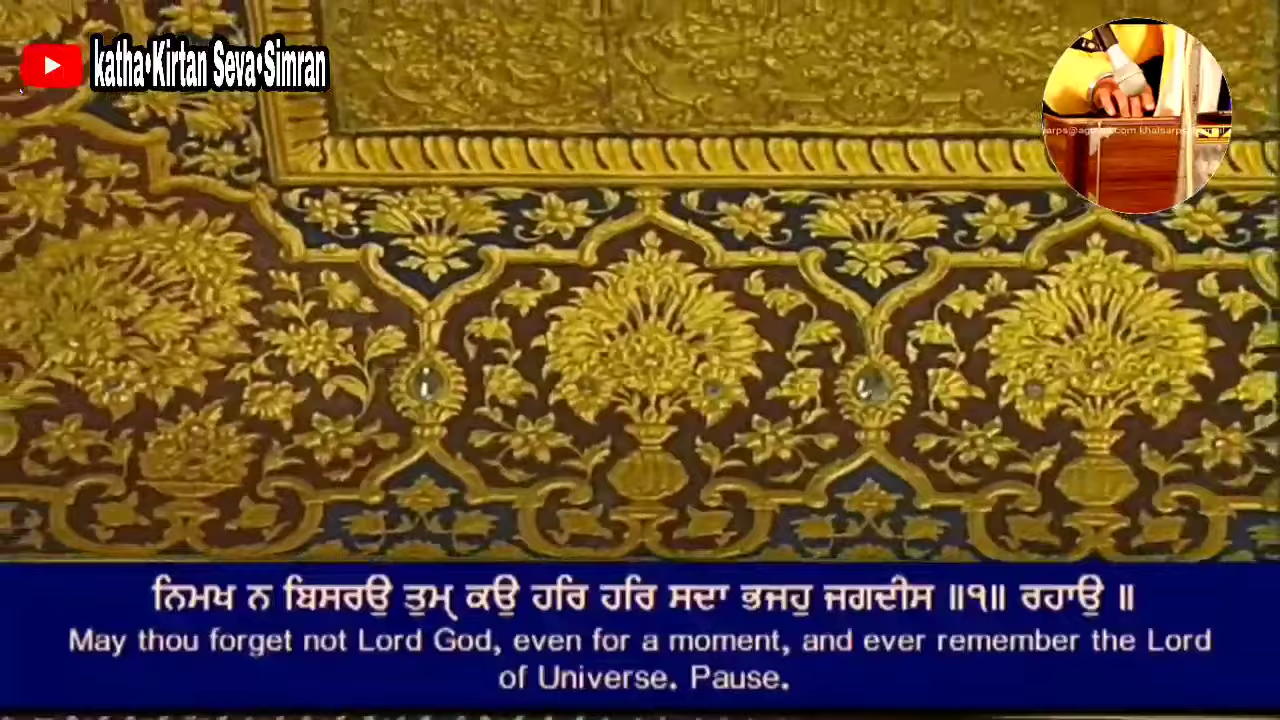 katha•Kirtan Seva•Simran
ਨਿਮਖ ਨ ਬਿਸਰਉ ਤੁਮ੍ ਕਉ ਹਰਿ ਹਰਿ ਸਦਾ ਭਜਹੁ ਜਗਦੀਸ ॥੧॥ ਰਹਾਉ ॥
May thou forget not Lord God, even for a moment, and ever remember the Lord
of Universe. Pause.